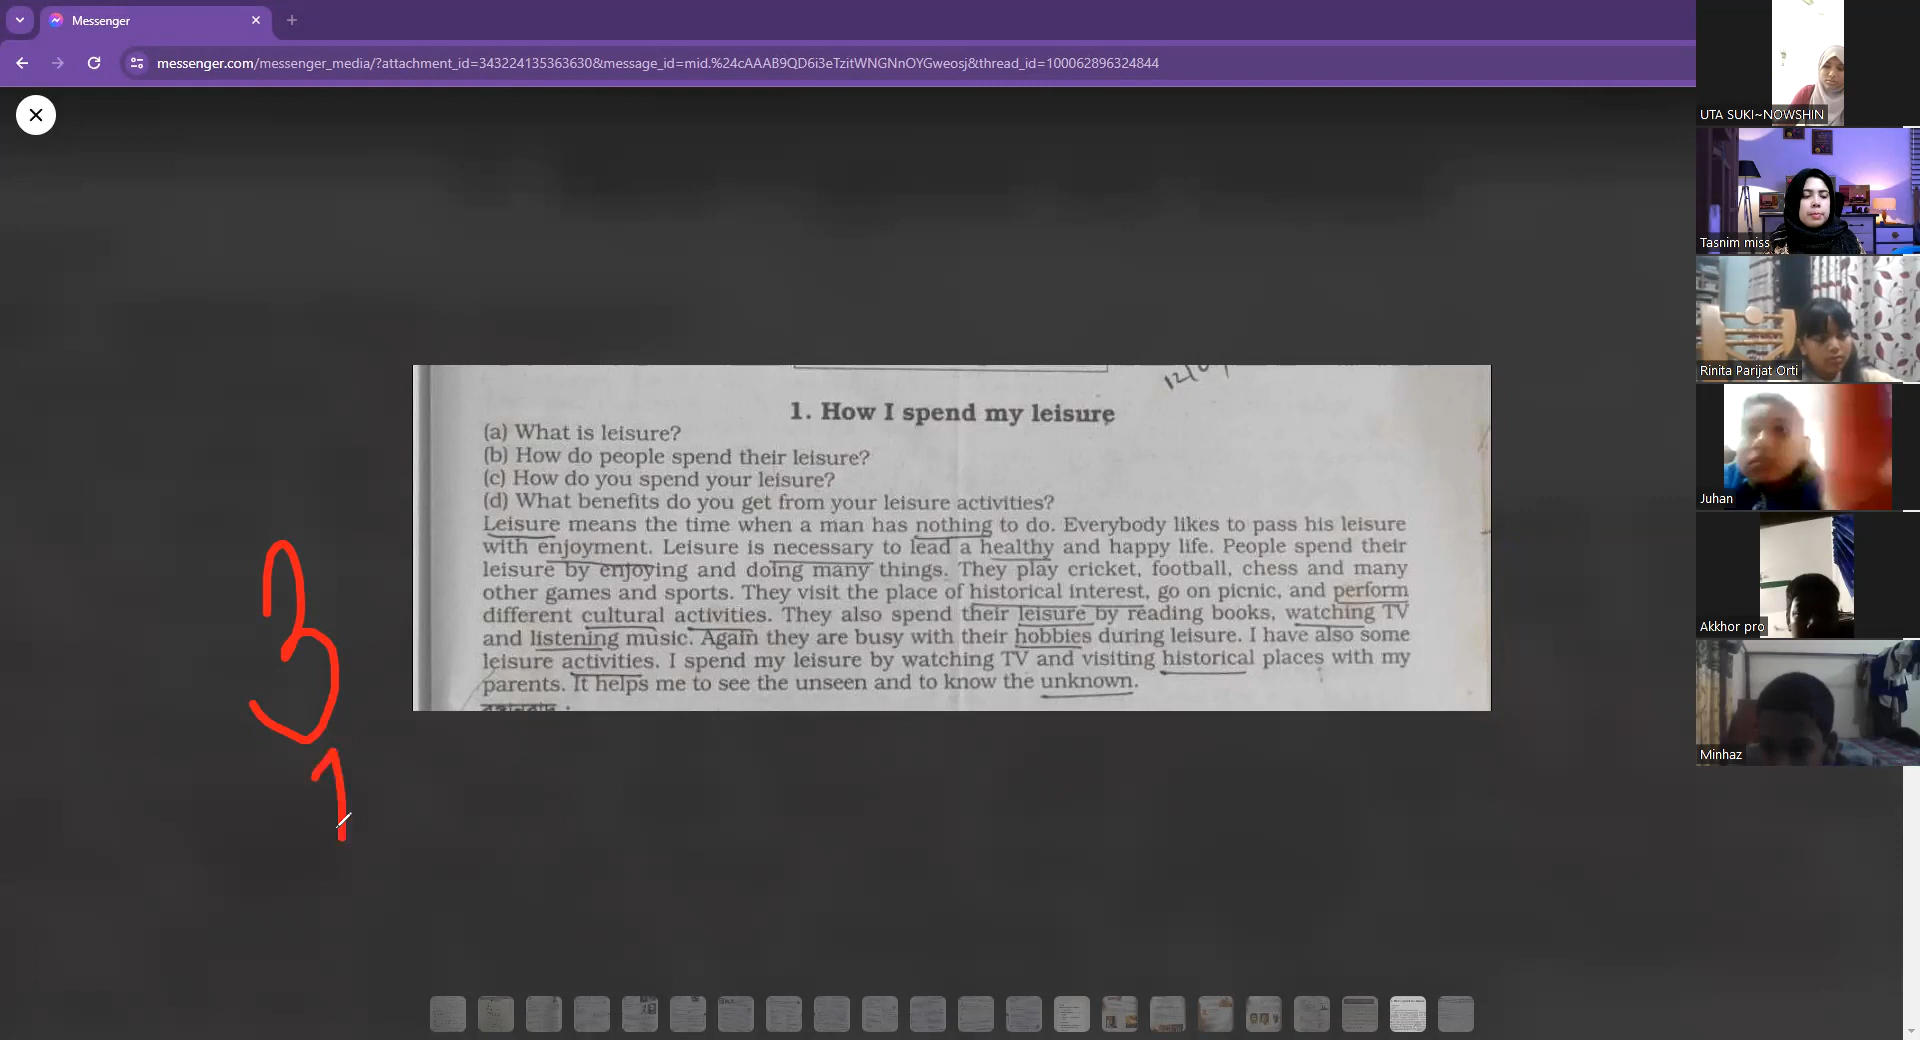 Messenger
messenger.com/messenger_media/?attachment_id=343224135363630&message_id=mid.%24cAAAB9QD6i3eTzitWNGNnOYGweosj&thread_id=100062896324844
1. How I spend my leisure
(a) What is leisure?
(b) How do people spend their leisure?
(c) How do you spend your leisure?
(d) What benefits do you get from your leisure activities?
Leisure means the time when a man has nothing to do. Everybody likes to pass his leisure
with enjoyment. Leisure is necessary to lead a healthy and happy life. People spend their
leisure by enjoying and doing many things. They play cricket, football, chess and many
other games and sports. They visit the place of historical interest, go on picnic, and perform
different cultural activities. They also spend their leisure by reading books, watching TV
and listening music. Again they are busy with their hobbies during leisure. I have also some
leisure activities. I spend my leisure by watching TV and visiting historical places with my
parents. It helps me to see the unseen and to know the unknown.
3
1
UTA SUKI~NOWSHIN
Tasnim miss
Rinita Parijat Orti
Juhan
Akkhor pro
Minhaz